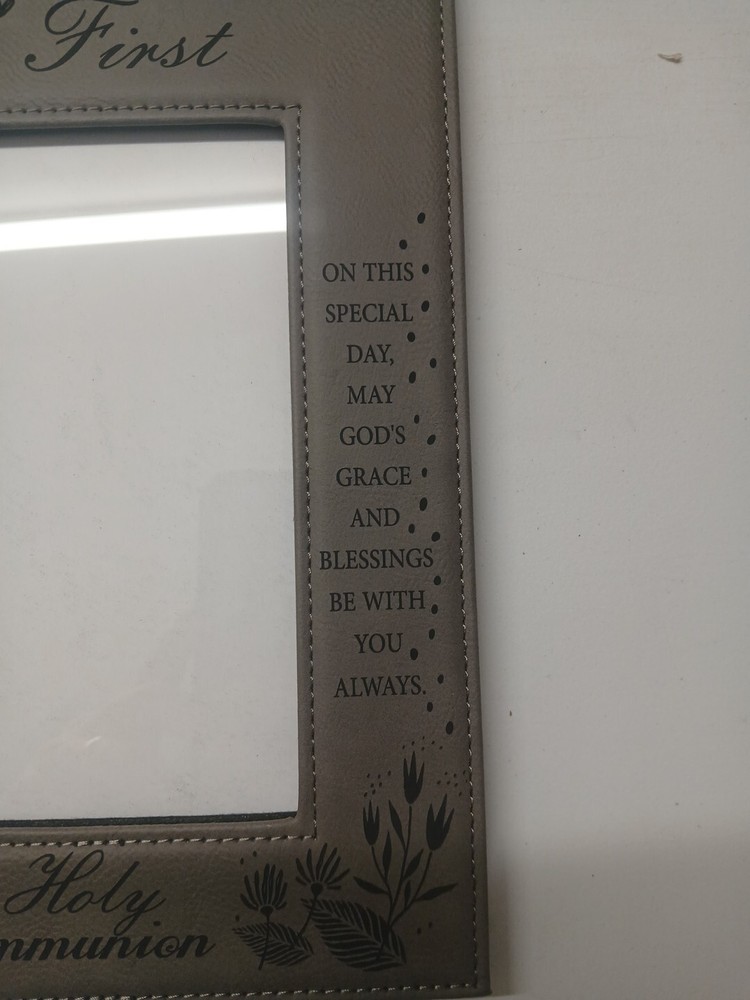 First
ON THIS
SPECIAL
DAY,
MAY
GOD'S
GRACE
AND
BLESSINGS
BE WITH
YOU
ALWAYS.
Holy
mmunion